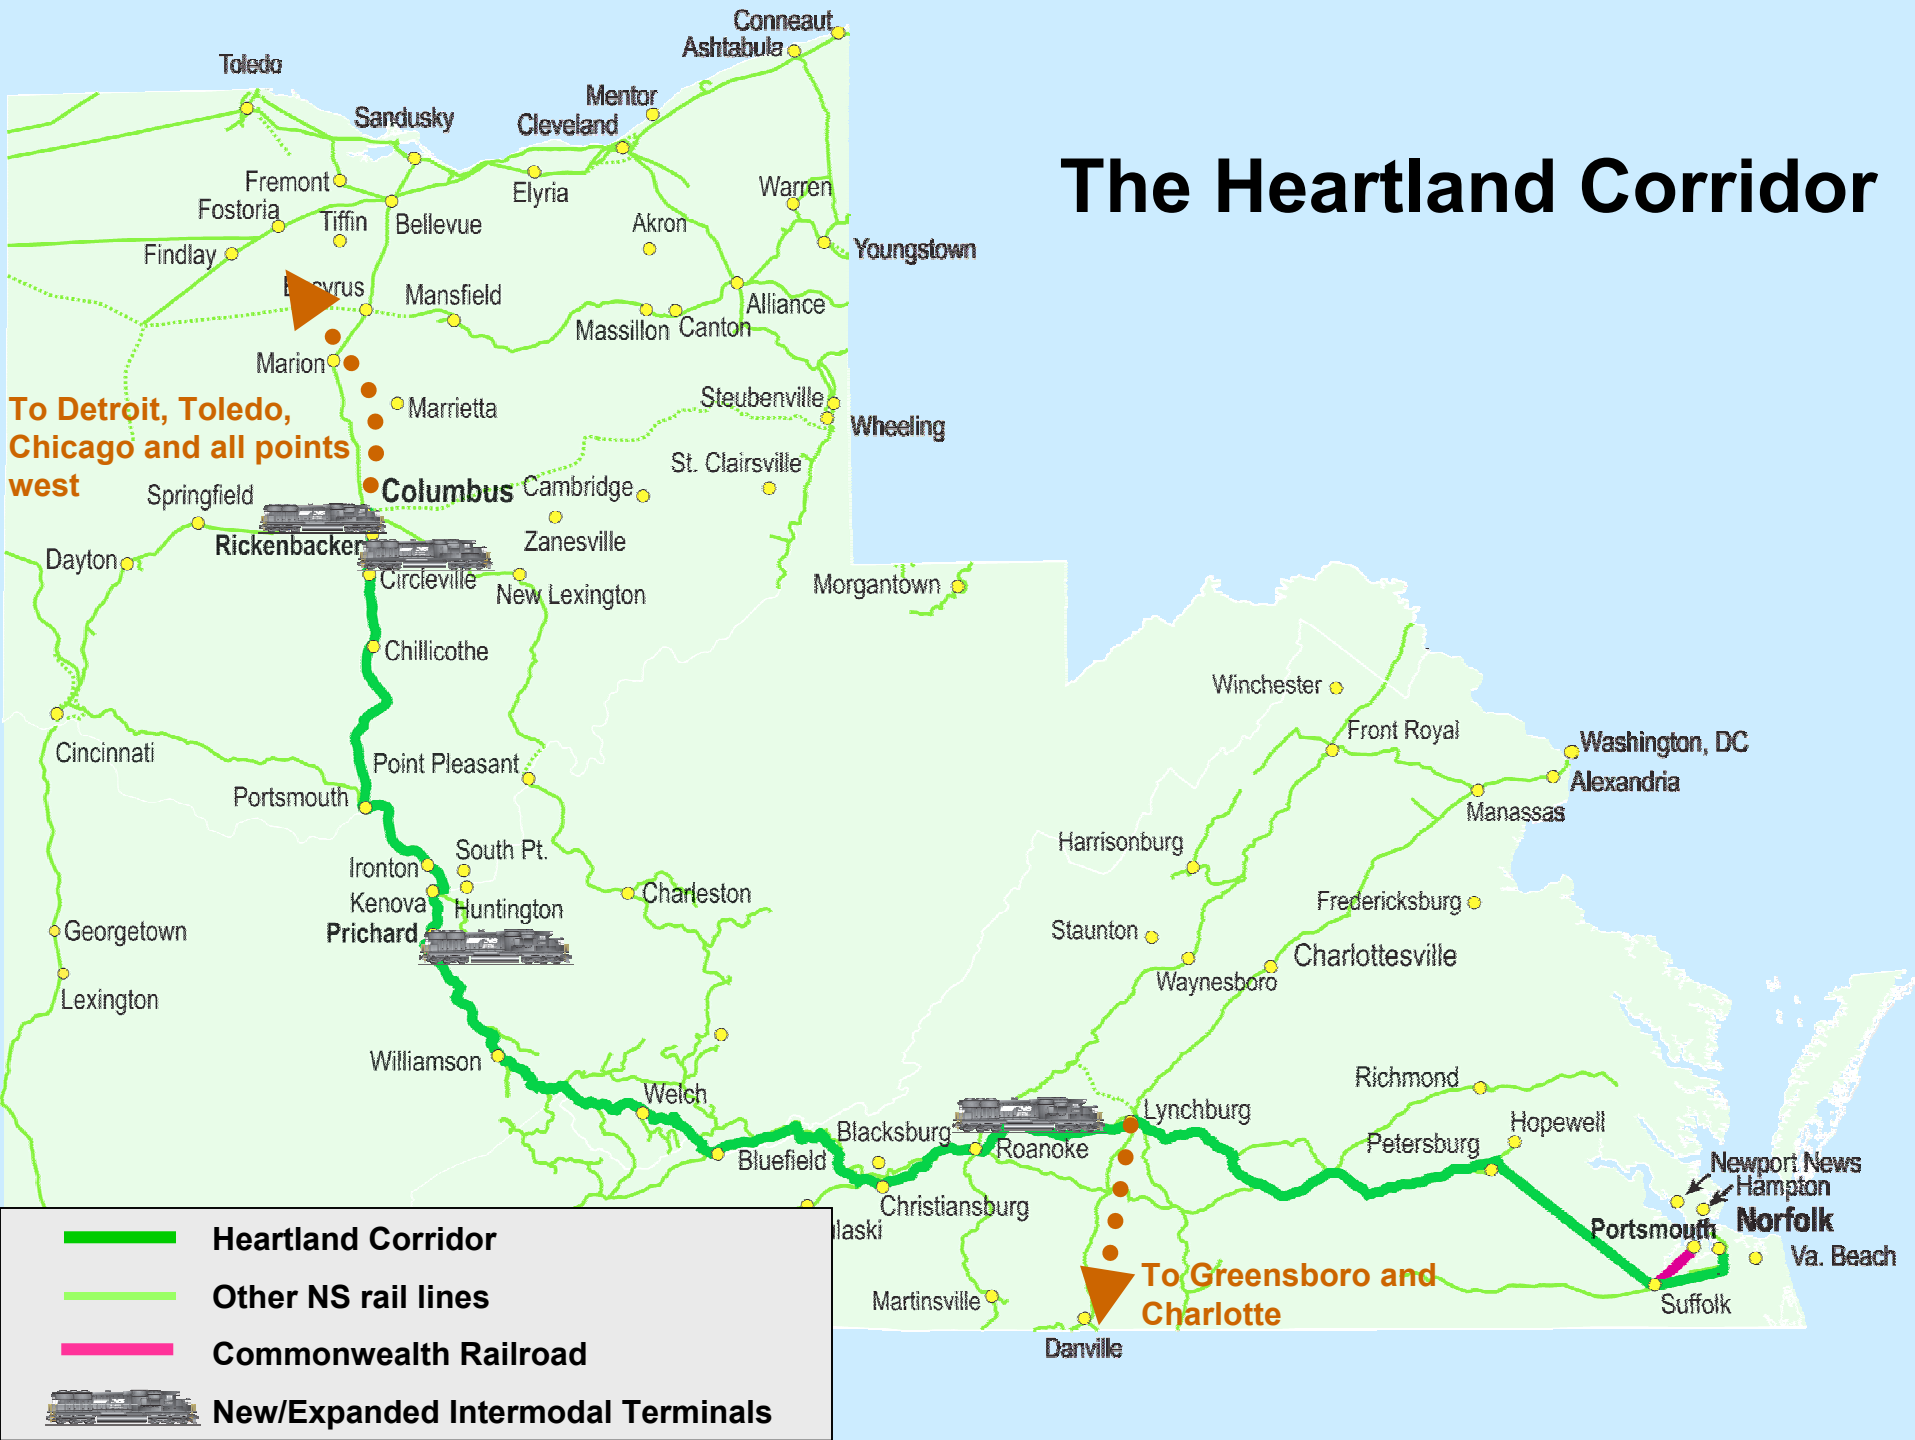 The Heartland Corridor
Conneaut
Ashtabula
Toledo
Mentor
Cleveland
Sandusky
Fremont
Elyria
Warren
Fostoria
Tiffin
Bellevue
Akron
Youngstown
Findlay
Mansfield
Alliance
Massillon
Canton
Marion
Marrietta
Steubenville
Wheeling
To Detroit, Toledo,
Chicago and all points
west
St. Clairsville
Springfield
Columbus
Cambridge
Rickenbacker
Zanesville
Dayton
Circleville
New Lexington
Morgantown
Chillicothe
Winchester
Cincinnati
Front Royal
Washington, DC
Point Pleasant
Alexandria
Portsmouth
Manassas
Harrisonburg
South Pt.
Ironton
Kenova
Huntington
Charleston
Fredericksburg
Georgetown
Prichard
Staunton
Charlottesville
Waynesboro
Lexington
Williamson
Welch
Richmond
Lynchburg
Hopewell
Blacksburg
Roanoke
Petersburg
Bluefield
Newport News
Hampton
Christiansburg
Norfolk
Portsmouth
laski
Va. Beach
To Greensboro and
Charlotte
Martinsville
Suffolk
Danville
Heartland Corridor
Other NS rail lines
Commonwealth Railroad
New/Expanded Intermodal Terminals